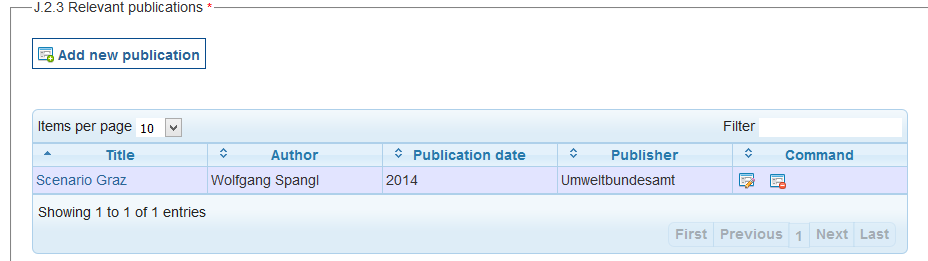 J.2.3 Relevant publications *
Add new publication
Items per page 10 Filter
Title Author Publication date Publisher Command
Scenario Graz Wolfgang Spangl 2014 Umweltbundesamt
Showing 1 to 1 of 1 entries
First Previous 1 Next Last